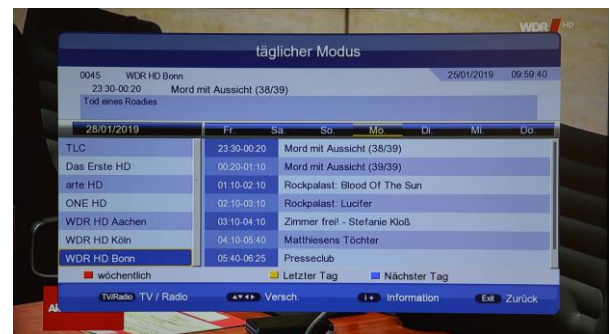 WDR HD
täglicher Modus
0045 WDR HD Bonn 25/01/2019 09:59:40
23:30-00:20 Mord mit Aussicht (38/39)
Tod eines Roadies
28/01/2019 Fr. Sa. So. Mo. Di. Mi. Do.
TLC 23:30-00:20 Mord mit Aussicht (38/39)
Das Erste HD 00:20-01:10 Mord mit Aussicht (39/39)
arte HD 01:10-02:10 Rockpalast: Blood Of The Sun
ONE HD 02:10-03:10 Rockpalast: Lucifer
WDR HD Aachen 03:10-04:10 Zimmer frei! - Stefanie Kloß
WDR HD Köln 04:10-05:40 Matthiesens Töchter
WDR HD Bonn 05:40-06:25 Presseclub
wöchentlich Letzter Tag Nächster Tag
TV/Radio TV / Radio Versch. i+ Information Exit Zurück